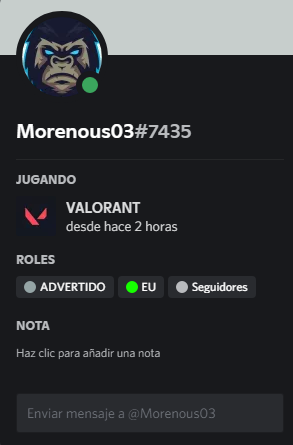 Morenous03#7435
JUGANDO
VALORANT
desde hace 2 horas
ROLES
ADVERTIDO EU Seguidores
NOTA
Haz clic para añadir una nota
Enviar mensaje a @Morenous03